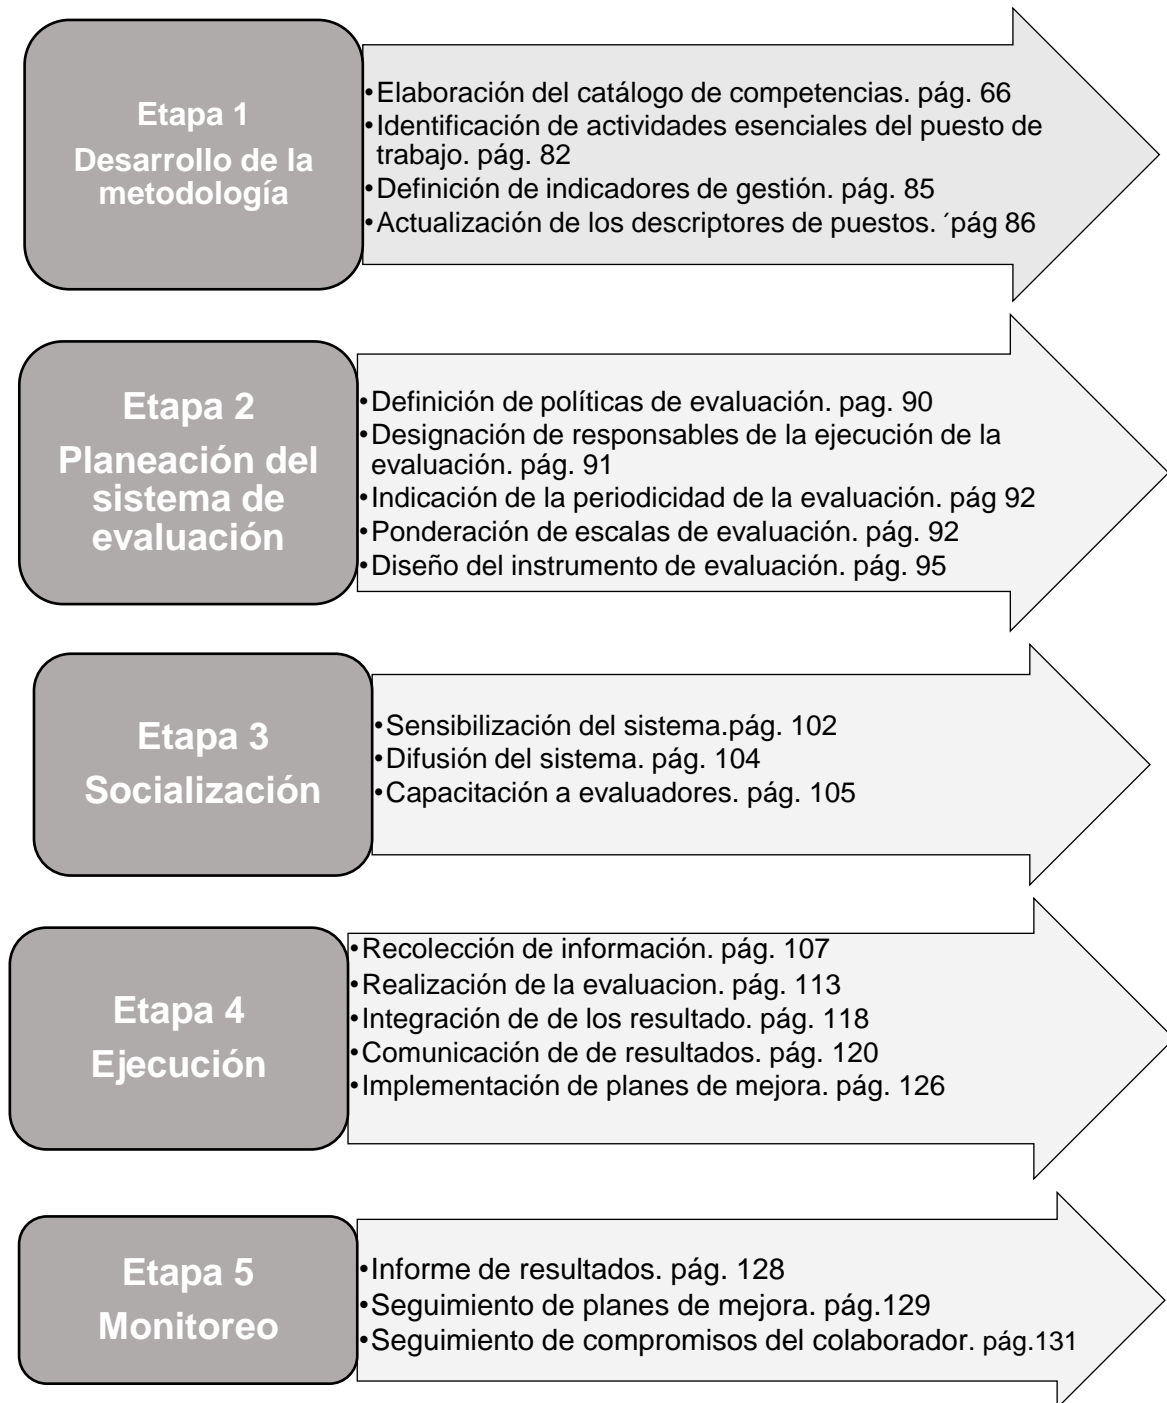 Etapa 1
Desarrollo de la
metodología
•Elaboración del catálogo de competencias. pág. 66
•Identificación de actividades esenciales del puesto de
trabajo. pág. 82
•Definición de indicadores de gestión. pág. 85
•Actualización de los descriptores de puestos. ´pág 86
Etapa 2
Planeación del
sistema de
evaluación
•Definición de políticas de evaluación. pag. 90
•Designación de responsables de la ejecución de la
evaluación. pág. 91
•Indicación de la periodicidad de la evaluación. pág 92
•Ponderación de escalas de evaluación. pág. 92
•Diseño del instrumento de evaluación. pág. 95
Etapa 3
Socialización
•Sensibilización del sistema.pág. 102
•Difusión del sistema. pág. 104
•Capacitación a evaluadores. pág. 105
Etapa 4
Ejecución
•Recolección de información. pág. 107
•Realización de la evaluacion. pág. 113
•Integración de de los resultado. pág. 118
•Comunicación de de resultados. pág. 120
•Implementación de planes de mejora. pág. 126
Etapa 5
Monitoreo
•Informe de resultados. pág. 128
•Seguimiento de planes de mejora. pág.129
•Seguimiento de compromisos del colaborador. pág.131